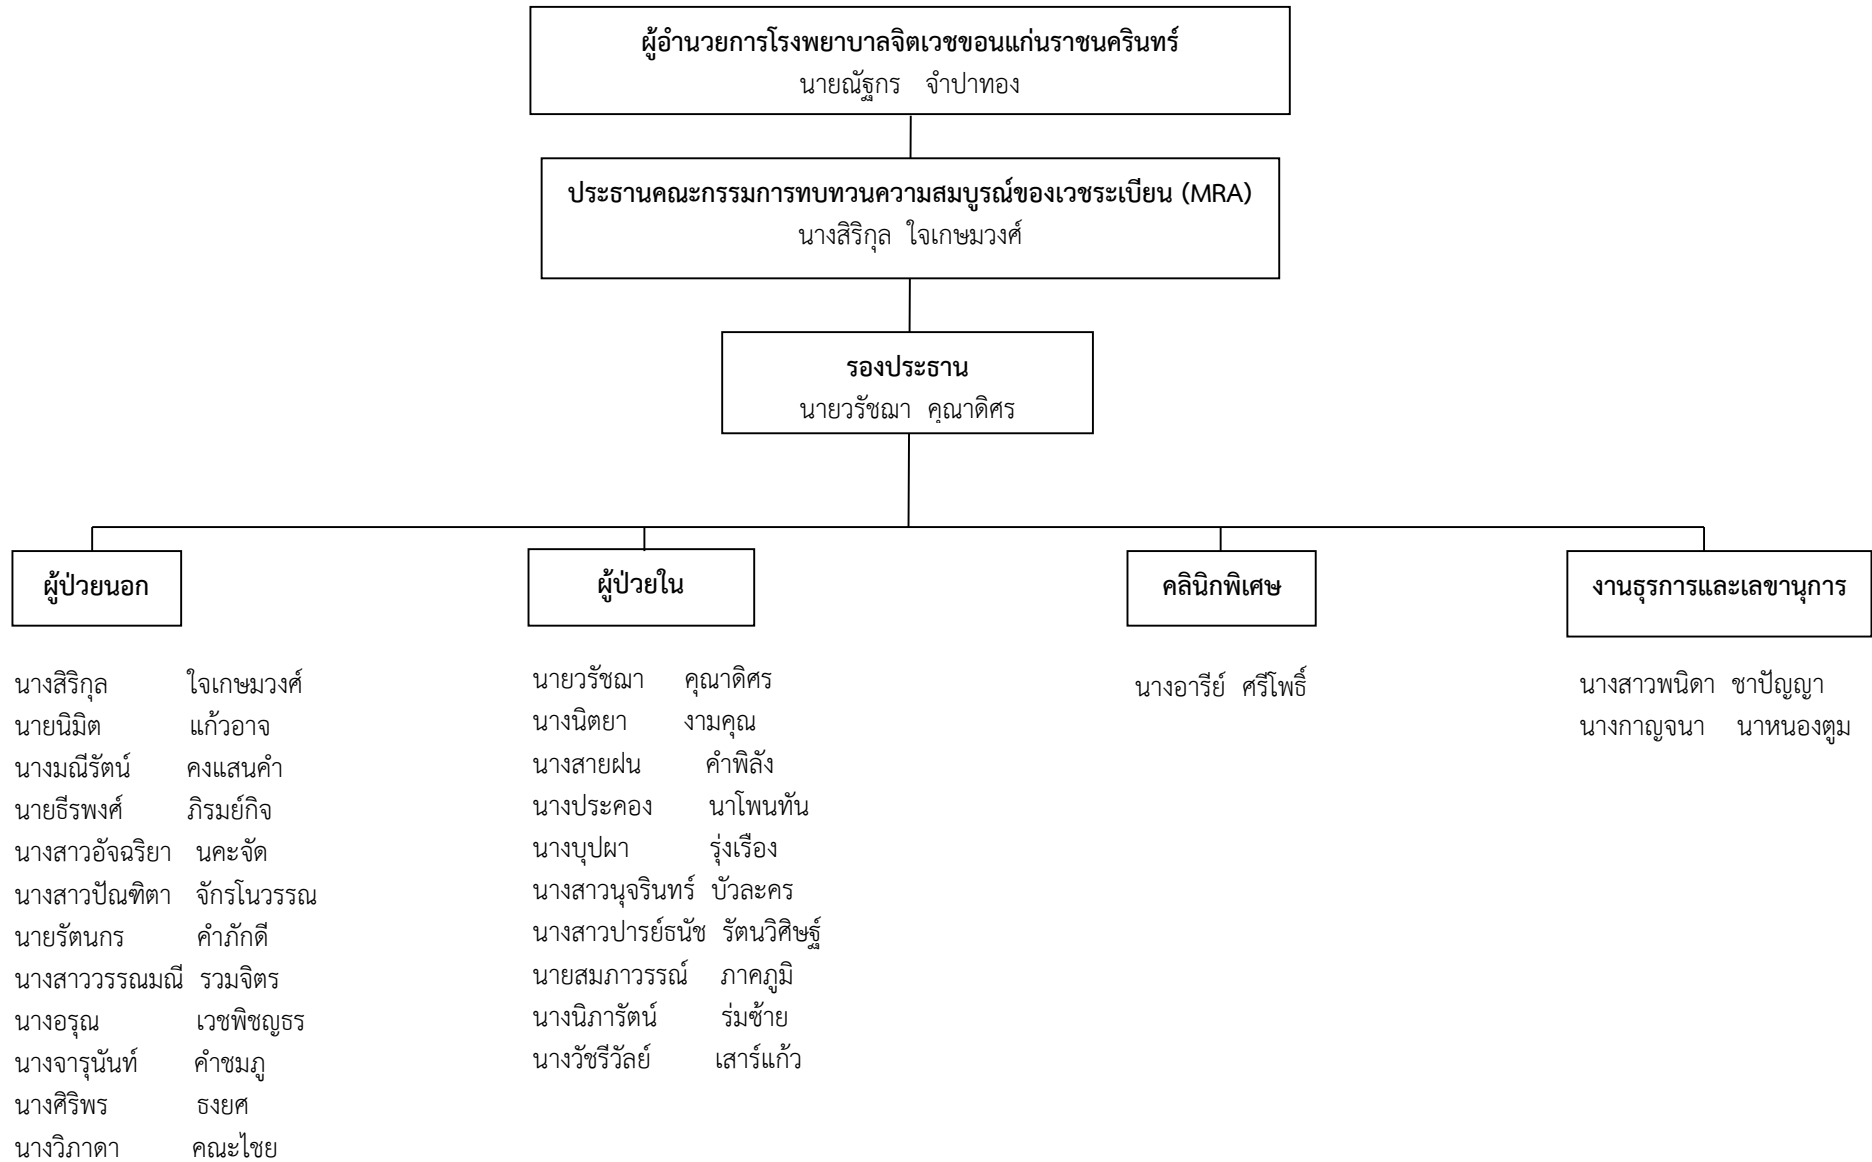 ผู้อำนวยการโรงพยาบาลจิตเวชขอนแก่นราชนครินทร์
นายณัฐกร จำปาทอง
ประธานคณะกรรมการทบทวนความสมบูรณ์ของเวชระเบียน (MRA)
นางสิริกุล ใจเกษมวงศ์
รองประธาน
นายวรัชฌา คุณาดิศร
ผู้ป่วยนอก
นางสิริกุล ใจเกษมวงศ์
นายนิมิต แก้วอาจ
นางมณีรัตน์ คงแสนคำ
นายธีรพงศ์ ภิรมย์กิจ
นางสาวอัจฉริยา นคะจัด
นางสาวปัณฑิตา จักรโนวรรณ
นายรัตนกร คำภักดี
นางสาววรรณมณี รวมจิตร
นางอรุณ เวชพิชญธร
นางจารุนันท์ คำชมภู
นางศิริพร ธงยศ
นางวิภาดา คณะไชย
ผู้ป่วยใน
นายวรัชฌา คุณาดิศร
นางนิตยา งามคุณ
นางสายฝน คำพิลัง
นางประคอง นาโพนทัน
นางบุปผา รุ่งเรือง
นางสาวนุจรินทร์ บัวละคร
นางสาวปารย์ธนัช รัตนวิศิษฐ์
นายสมภาวรรณ์ ภาคภูมิ
นางนิภารัตน์ ร่มซ้าย
นางวัชรีวัลย์ เสาร์แก้ว
คลินิกพิเศษ
นางอารีย์ ศรีโพธิ์
งานธุรการและเลขานุการ
นางสาวพนิดา ชาปัญญา
นางกาญจนา นาหนองตูม